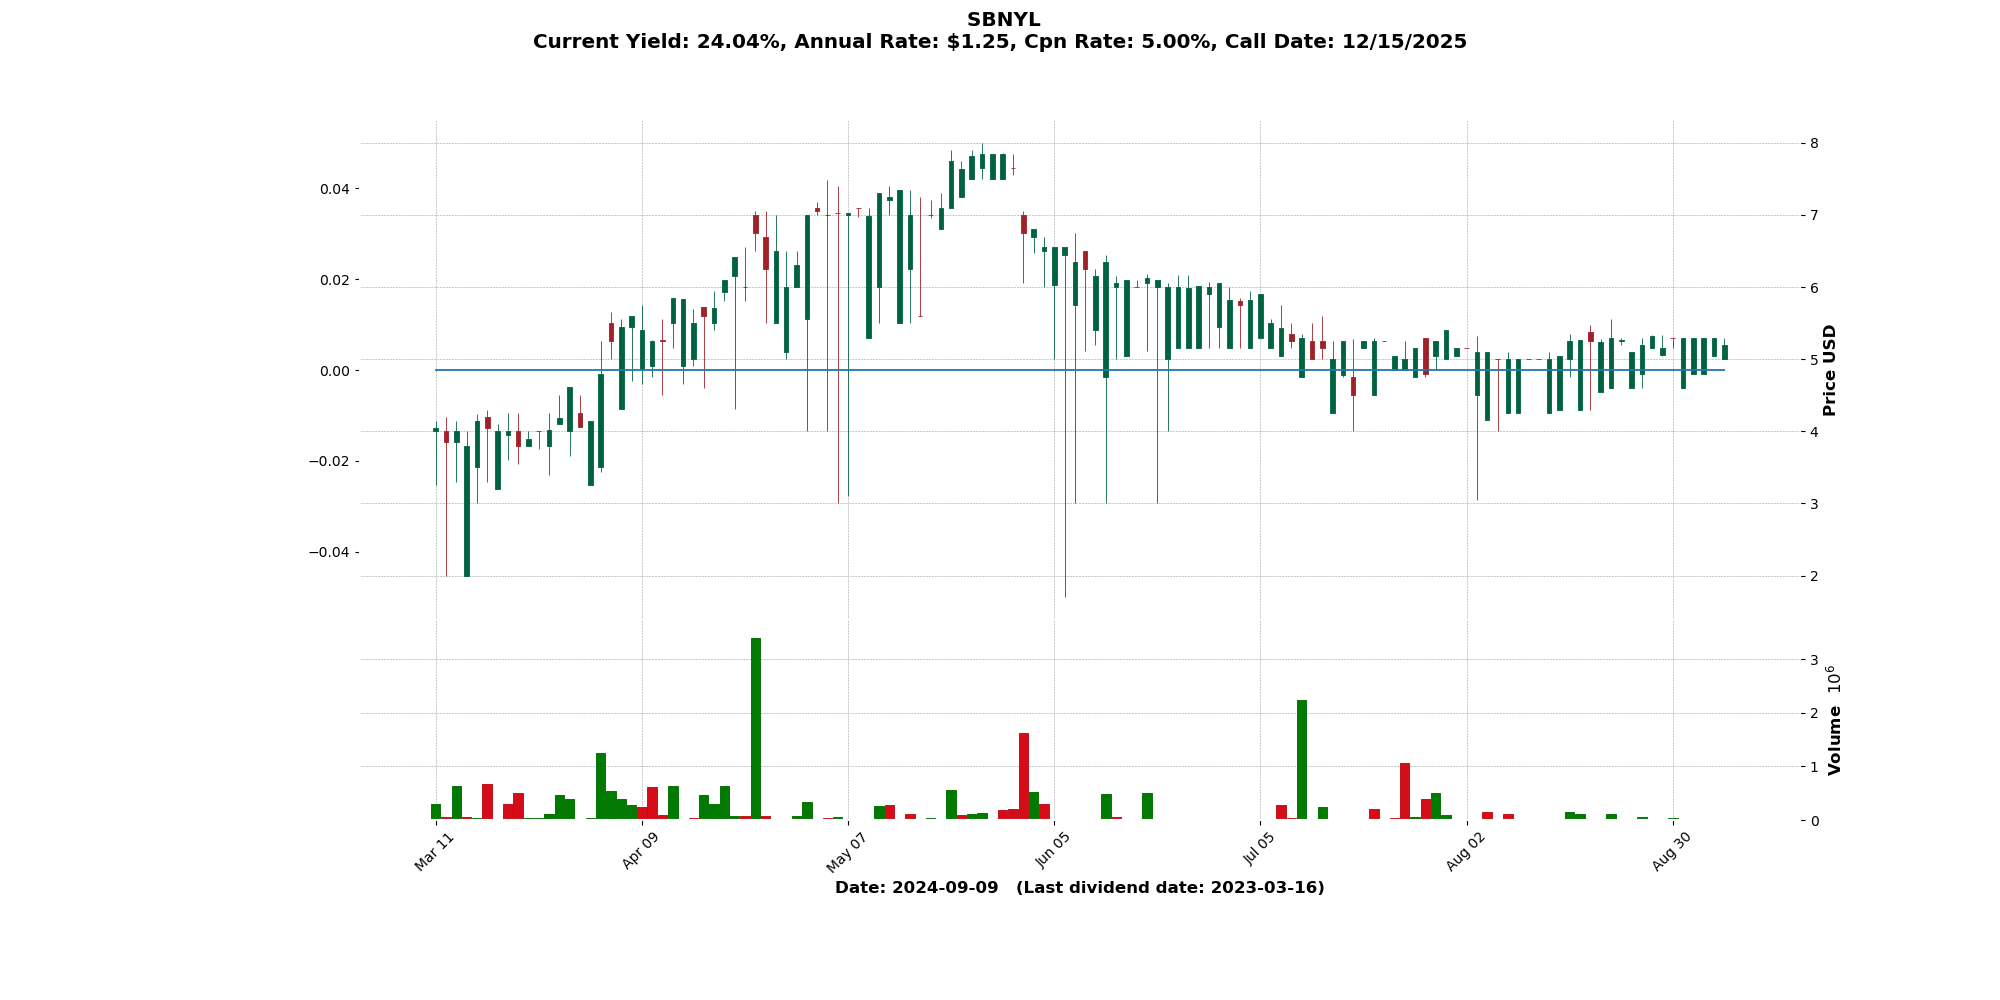 SBNYL
Current Yield: 24.04%, Annual Rate: $1.25, Cpn Rate: 5.00%, Call Date: 12/15/2025
0.04
0.02
0.00
−0.02
−0.04
8
7
6
5
4
3
2
Price USD
3
2
1
0
Volume 10⁶
Mar 11
Apr 09
May 07
Jun 05
Jul 05
Aug 02
Aug 30
Date: 2024-09-09 (Last dividend date: 2023-03-16)